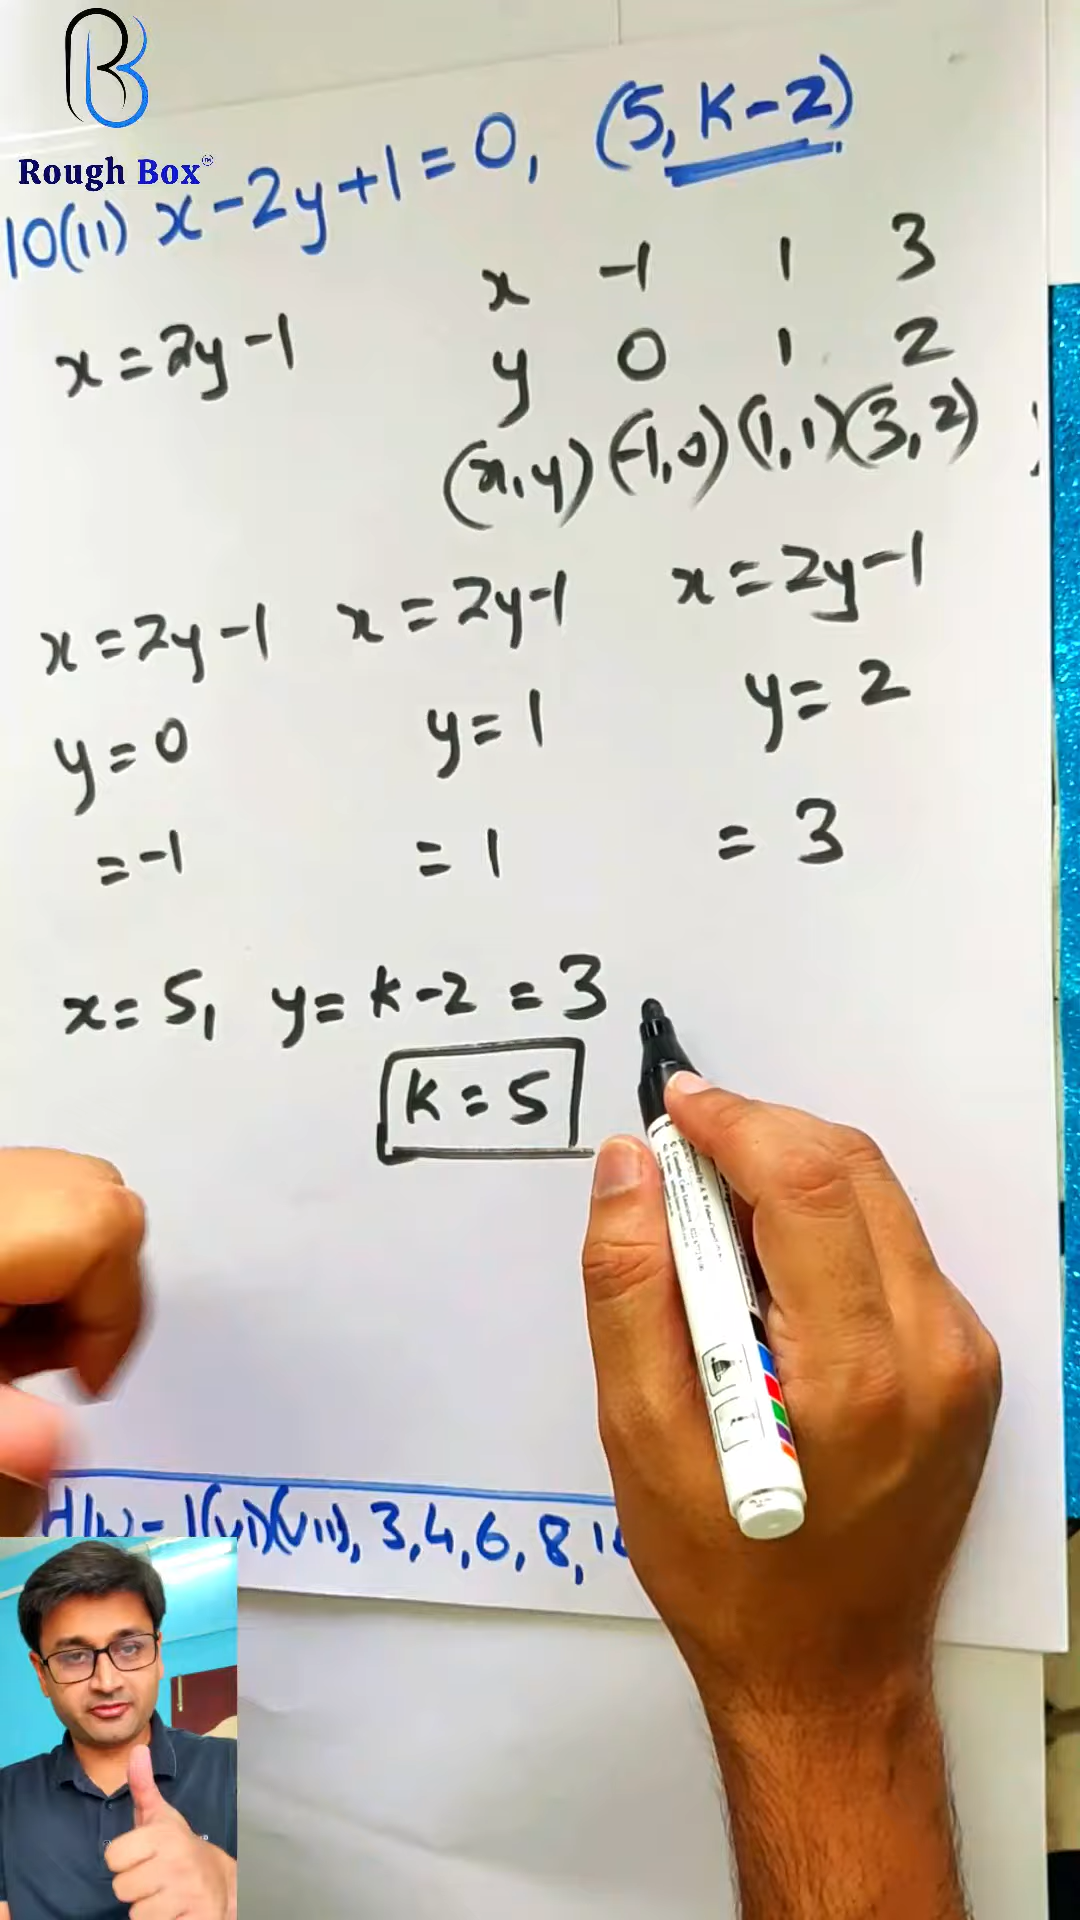 Rough Box™
10(ii) x-2y+1=0, (5, k-2)
x -1 1 3
x=2y-1
y 0 1 2
(x,y) (-1,0) (1,1) (3,2)
x=2y-1 x=2y-1 x=2y-1
y=0 y=1 y=2
=-1 =1 =3
x=5, y=k-2=3
k=5
H/W-1(vi)(vii), 3,4,6,8,